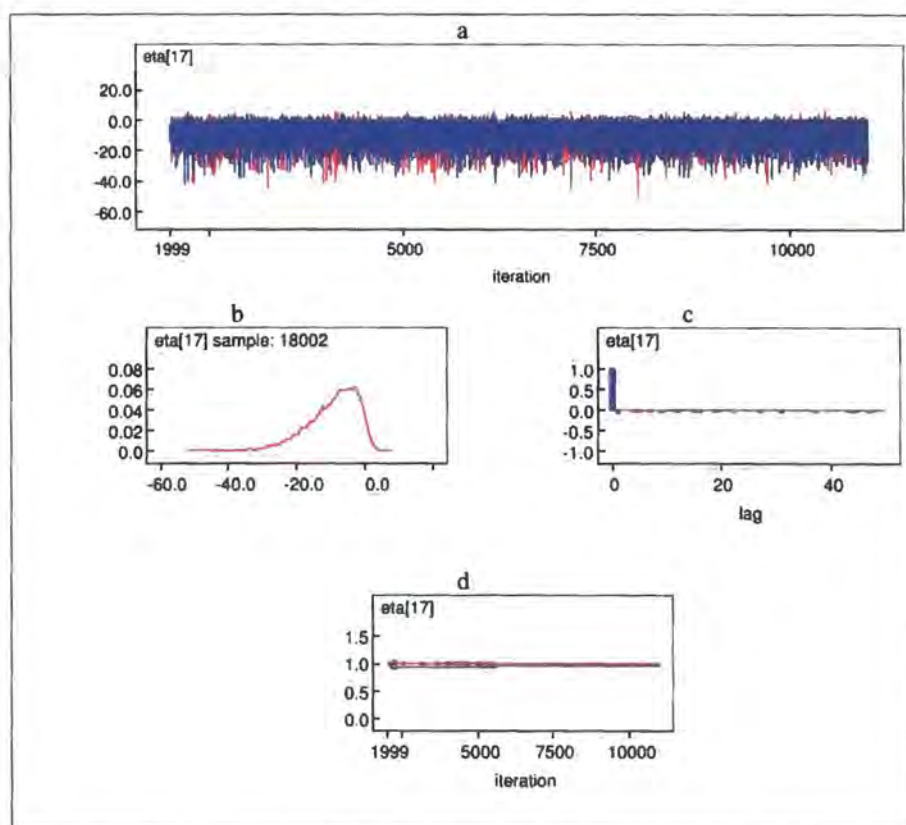 a
eta[17]
20.0
0.0
-20.0
-40.0
-60.0
1999 5000 7500 10000
iteration
b
eta[17] sample: 18002
0.08
0.06
0.04
0.02
0.0
-60.0 -40.0 -20.0 0.0
c
eta[17]
1.0
0.5
0.0
-0.5
-1.0
0 20 40
lag
d
eta[17]
1.5
1.0
0.5
0.0
1999 5000 7500 10000
iteration